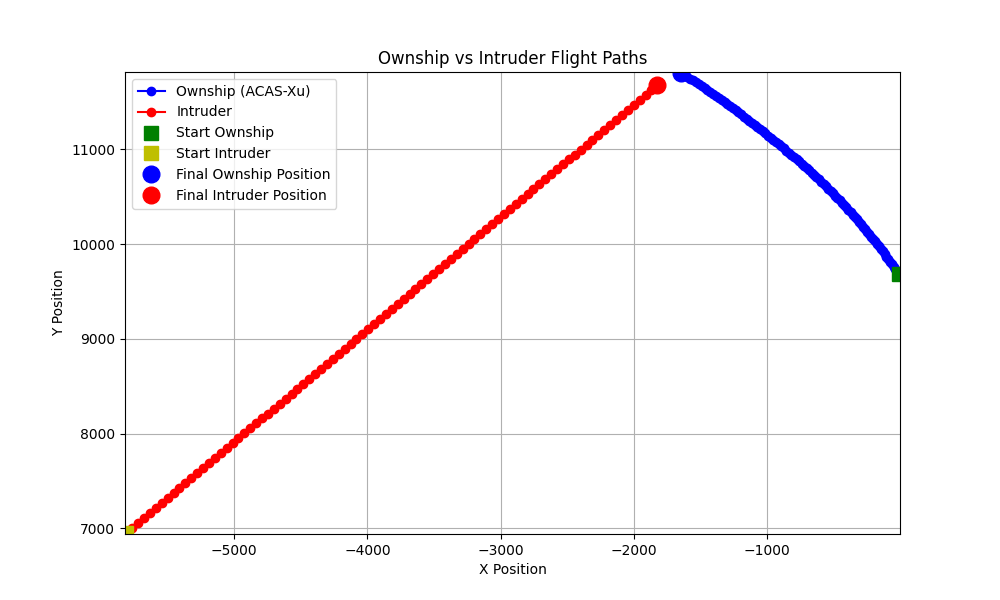 Ownship vs Intruder Flight Paths
Ownship (ACAS-Xu)
Intruder
Start Ownship
Start Intruder
Final Ownship Position
Final Intruder Position
Y Position
11000
10000
9000
8000
7000
−5000
−4000
−3000
−2000
−1000
X Position